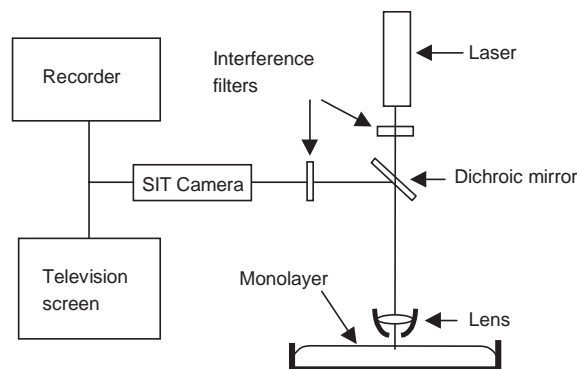 Recorder
Interference
filters
Laser
SIT Camera
Dichroic mirror
Television
screen
Monolayer
Lens